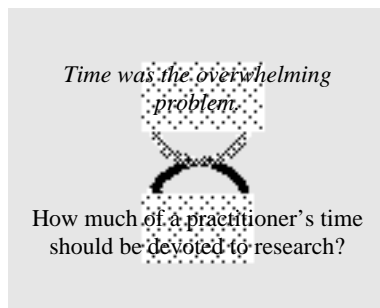 Time was the overwhelming
problem.
How much of a practitioner’s time
should be devoted to research?